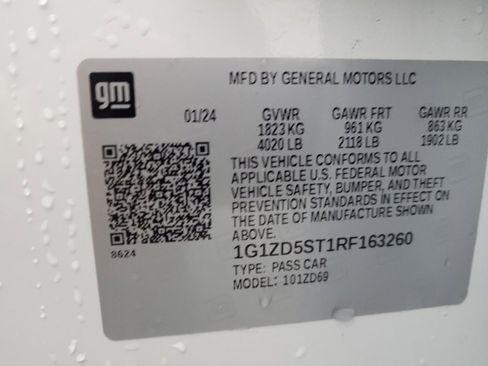 gm
MFD BY GENERAL MOTORS LLC
01/24 GVWR GAWR FRT GAWR RR
1823 KG 961 KG 863 KG
4020 LB 2118 LB 1902 LB
THIS VEHICLE CONFORMS TO ALL
APPLICABLE U.S. FEDERAL MOTOR
VEHICLE SAFETY, BUMPER, AND THEFT
PREVENTION STANDARDS IN EFFECT ON
THE DATE OF MANUFACTURE SHOWN
ABOVE.
8624
1G1ZD5ST1RF163260
TYPE: PASS CAR
MODEL: 101ZD69